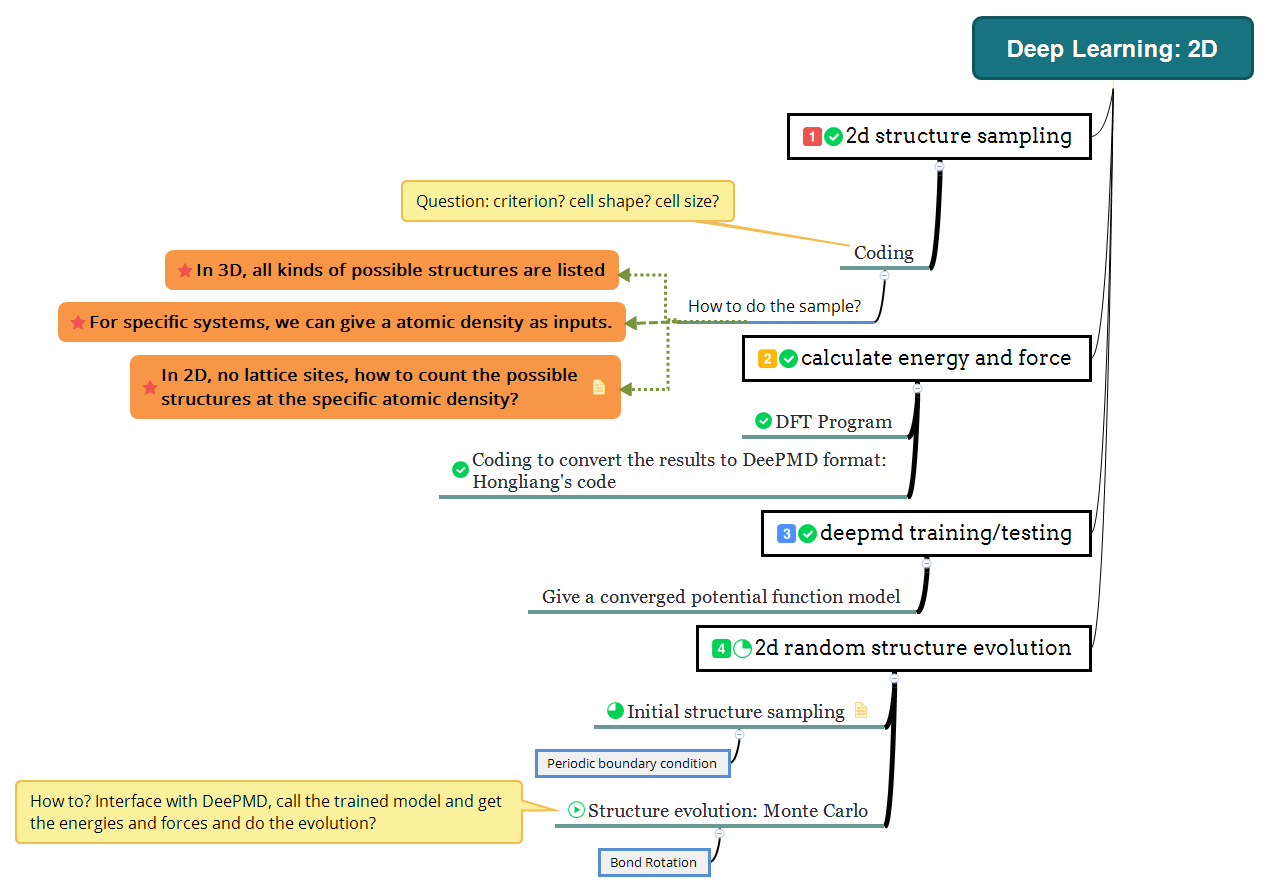 Deep Learning: 2D
1 2d structure sampling
Question: criterion? cell shape? cell size?
Coding
In 3D, all kinds of possible structures are listed
How to do the sample?
For specific systems, we can give a atomic density as inputs.
In 2D, no lattice sites, how to count the possible
structures at the specific atomic density?
2 calculate energy and force
DFT Program
Coding to convert the results to DeePMD format:
Hongliang's code
3 deepmd training/testing
Give a converged potential function model
4 2d random structure evolution
Initial structure sampling
Periodic boundary condition
How to? Interface with DeePMD, call the trained model and get
the energies and forces and do the evolution?
Structure evolution: Monte Carlo
Bond Rotation